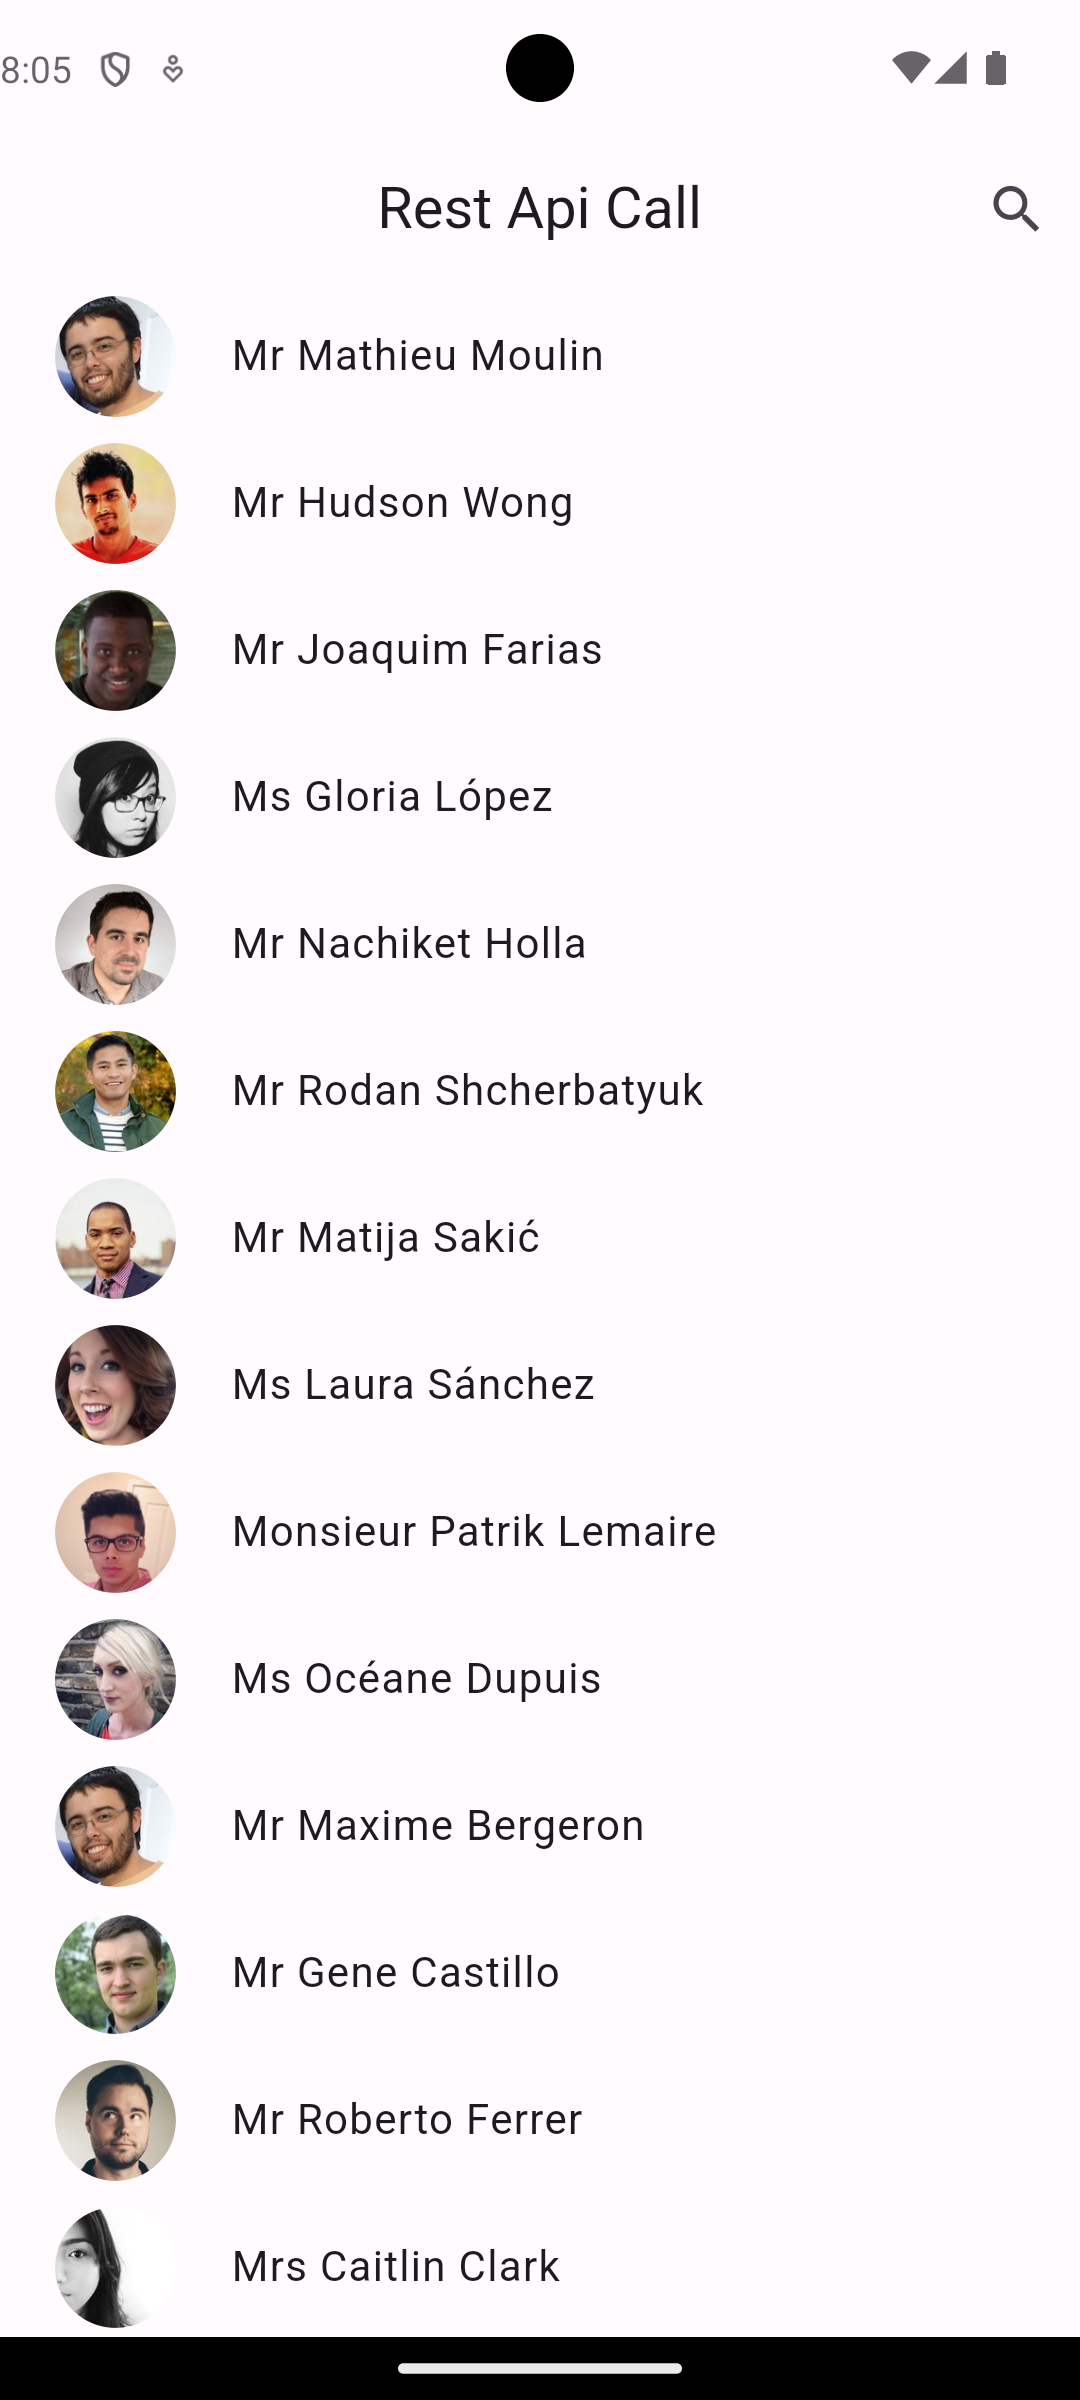 8:05
Rest Api Call
Mr Mathieu Moulin
Mr Hudson Wong
Mr Joaquim Farias
Ms Gloria López
Mr Nachiket Holla
Mr Rodan Shcherbatyuk
Mr Matija Sakić
Ms Laura Sánchez
Monsieur Patrik Lemaire
Ms Océane Dupuis
Mr Maxime Bergeron
Mr Gene Castillo
Mr Roberto Ferrer
Mrs Caitlin Clark